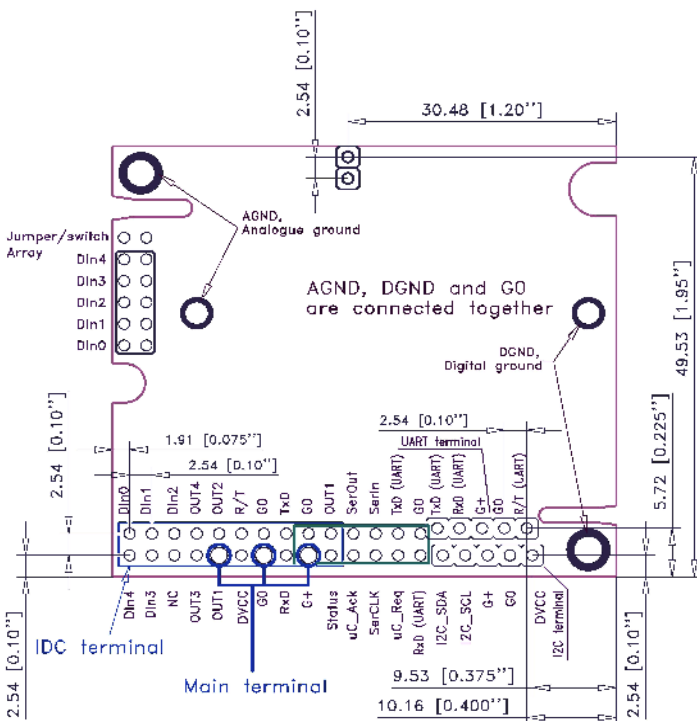 2.54 [0.10”]
30.48 [1.20”]
AGND,
Analogue ground
Jumper/switch
Array
DIn4
DIn3
DIn2
DIn1
DIn0
AGND, DGND and G0
are connected together
49.53 [1.95”]
DGND,
Digital ground
2.54 [0.10”]
1.91 [0.075”]
2.54 [0.10”]
2.54 [0.10”]
UART terminal
5.72 [0.225”]
DIn0
DIn1
DIn2
OUT4
OUT2
R/T
G0
TxD
G0
OUT1
SerOut
SerIn
TxD (UART)
G0
TxD (UART)
RxD (UART)
G+
G0
R/T (UART)
DIn4
DIn3
NC
OUT3
OUT1
DVCC
G0
RxD
G+
Status
uC_Ack
SerCLK
uC_Req
RxD (UART)
I2C_SDA
I2C_SCL
G+
G0
DVCC
I2C terminal
IDC terminal
Main terminal
2.54 [0.10”]
9.53 [0.375”]
10.16 [0.400”]
2.54 [0.10”]